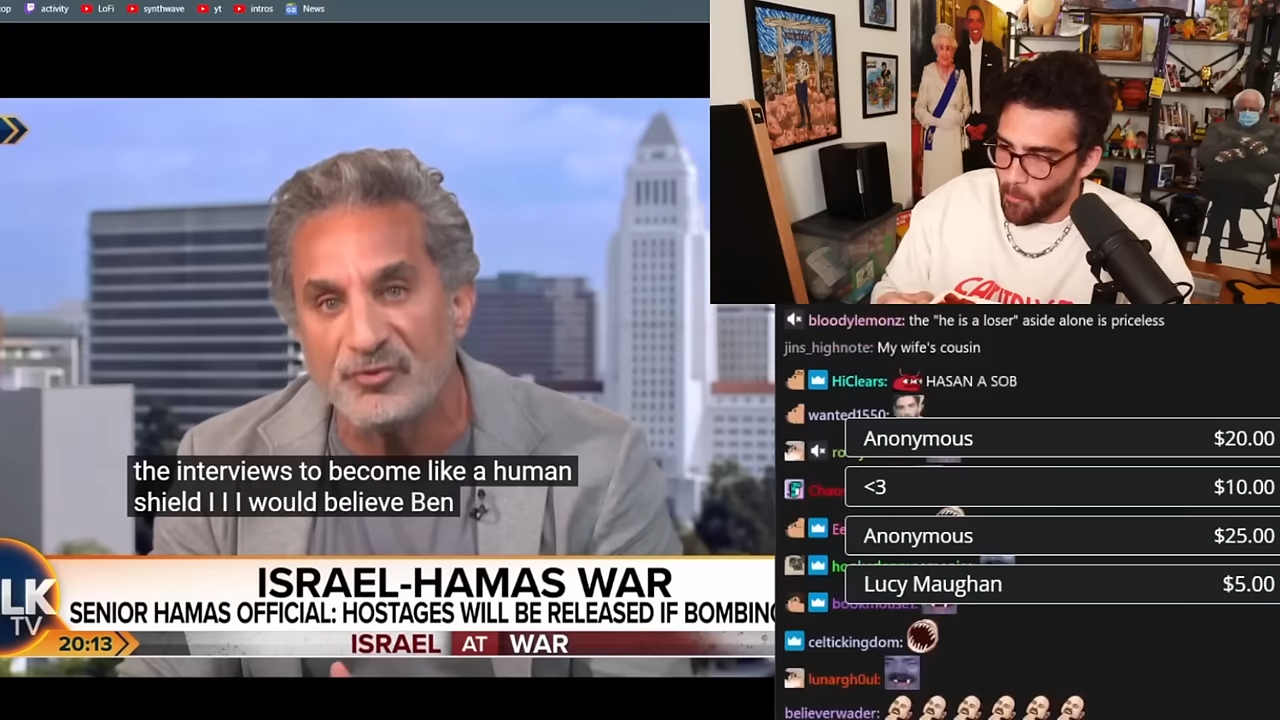 top activity LoFi synthwave yt intros News
bloodylemonz: the "he is a loser" aside alone is priceless
jins_highnote: My wife's cousin
HiClears: HASAN A SOB
wanted1550:
Anonymous $20.00
<3 $10.00
Anonymous $25.00
Lucy Maughan $5.00
celtickingdom:
lunargh0ul:
believerwader:
the interviews to become like a human
shield I I I would believe Ben
ISRAEL-HAMAS WAR
SENIOR HAMAS OFFICIAL: HOSTAGES WILL BE RELEASED IF BOMBING
LK
TV
20:13
ISRAEL AT WAR